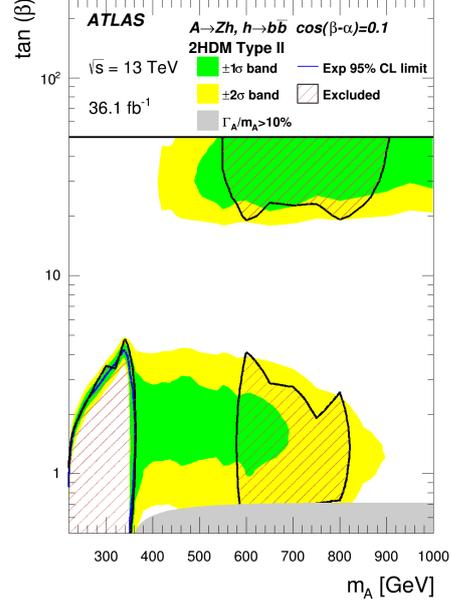 tan (β)
ATLAS
A→Zh, h→bb̅ cos(β-α)=0.1
2HDM Type II
√s = 13 TeV
±1σ band
Exp 95% CL limit
36.1 fb⁻¹
±2σ band
Excluded
Γ_A/m_A>10%
10²
10
1
300 400 500 600 700 800 900 1000
m_A [GeV]